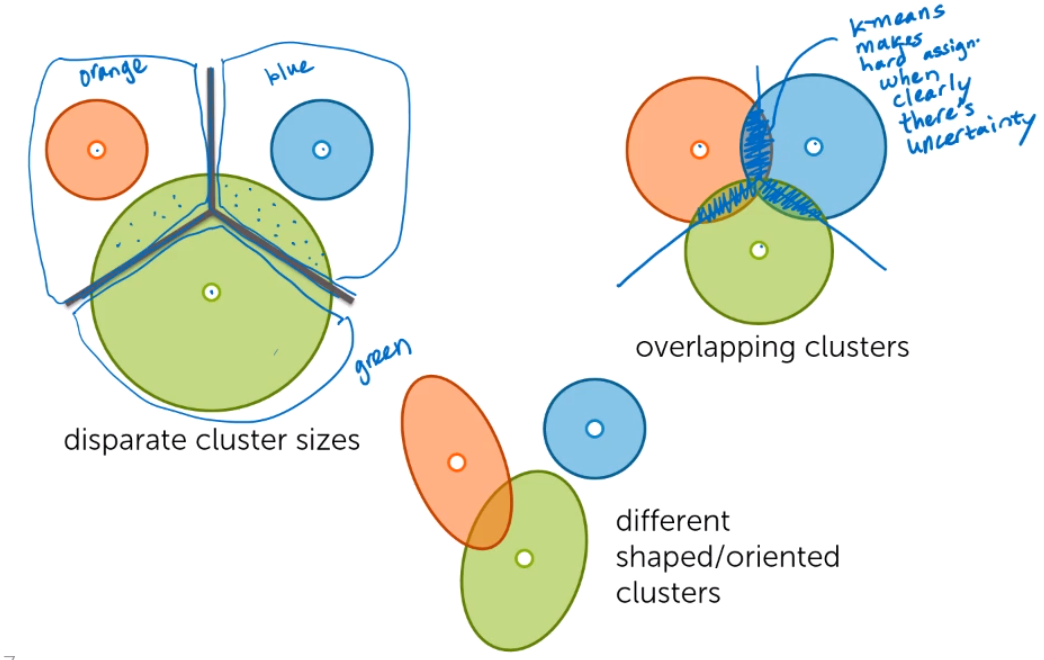 orange
blue
green
disparate cluster sizes
k-means
makes
hard assign.
when
clearly
there's
uncertainty
overlapping clusters
different
shaped/oriented
clusters
7